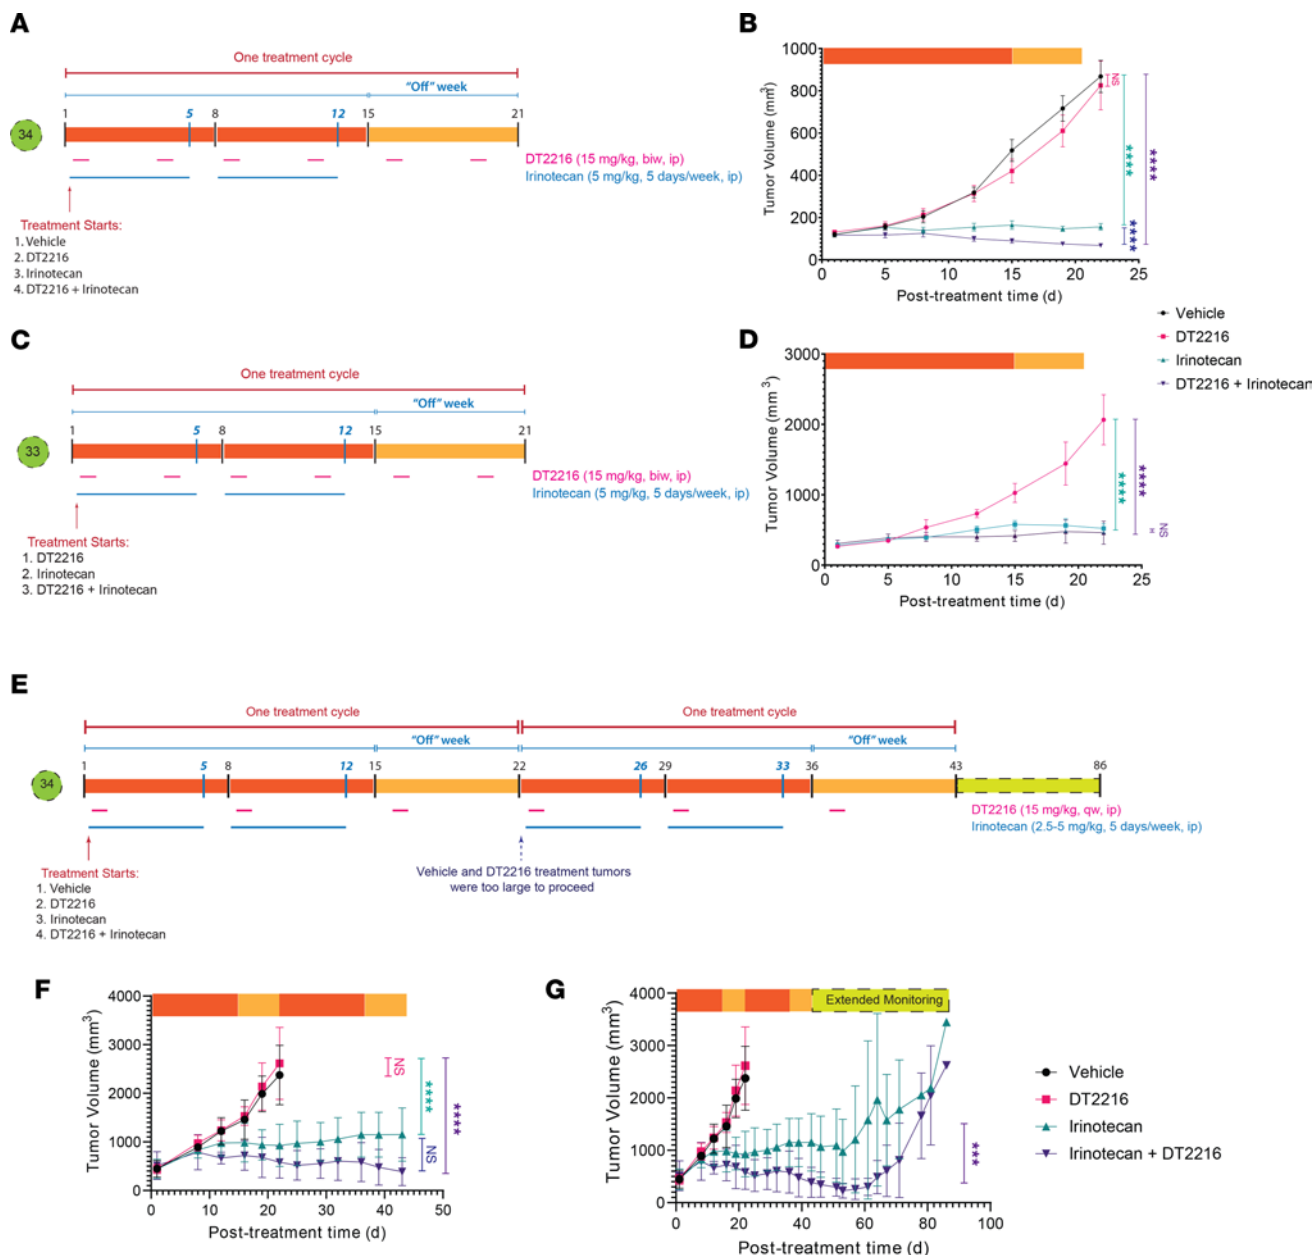 A
One treatment cycle
"Off" week
1 5 8 12 15 21
34
DT2216 (15 mg/kg, biw, ip)
Irinotecan (5 mg/kg, 5 days/week, ip)
Treatment Starts:
1. Vehicle
2. DT2216
3. Irinotecan
4. DT2216 + Irinotecan
B
1000
800
600
400
200
0
Tumor Volume (mm3)
0 5 10 15 20 25
Post-treatment time (d)
NS
****
****
****
C
One treatment cycle
"Off" week
1 5 8 12 15 21
33
DT2216 (15 mg/kg, biw, ip)
Irinotecan (5 mg/kg, 5 days/week, ip)
Treatment Starts:
1. DT2216
2. Irinotecan
3. DT2216 + Irinotecan
Vehicle
DT2216
Irinotecan
DT2216 + Irinotecan
D
3000
2000
1000
0
Tumor Volume (mm3)
0 5 10 15 20 25
Post-treatment time (d)
****
****
NS
E
One treatment cycle One treatment cycle
"Off" week "Off" week
1 5 8 12 15 22 26 29 33 36 43 86
34
DT2216 (15 mg/kg, qw, ip)
Irinotecan (2.5-5 mg/kg, 5 days/week, ip)
Treatment Starts:
1. Vehicle
2. DT2216
3. Irinotecan
4. DT2216 + Irinotecan
Vehicle and DT2216 treatment tumors
were too large to proceed
F
4000
3000
2000
1000
0
Tumor Volume (mm3)
0 10 20 30 40 50
Post-treatment time (d)
NS
****
NS
****
G
Extended Monitoring
4000
3000
2000
1000
0
Tumor Volume (mm3)
0 20 40 60 80 100
Post-treatment time (d)
***
Vehicle
DT2216
Irinotecan
Irinotecan + DT2216